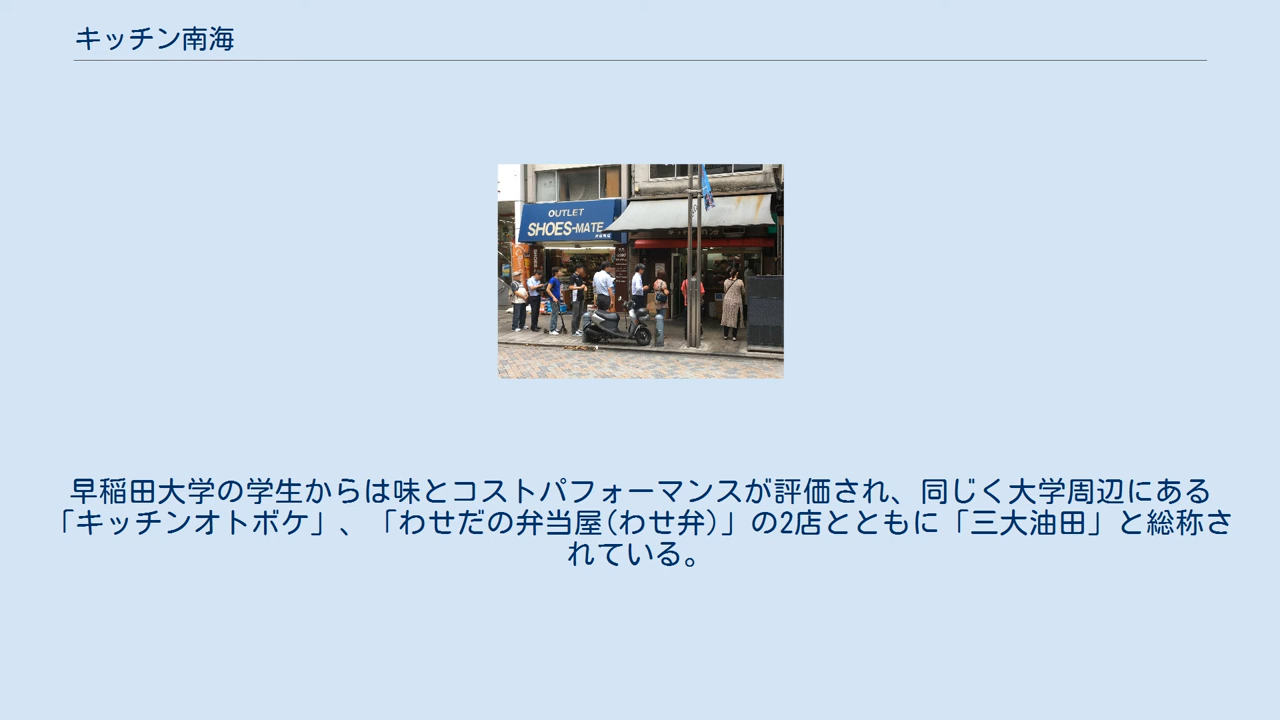 キッチン南海
OUTLET
SHOES-MATE
早稲田大学の学生からは味とコストパフォーマンスが評価され、同じく大学周辺にある
「キッチンオトボケ」、「わせだの弁当屋(わせ弁)」の2店とともに「三大油田」と総称さ
れている。